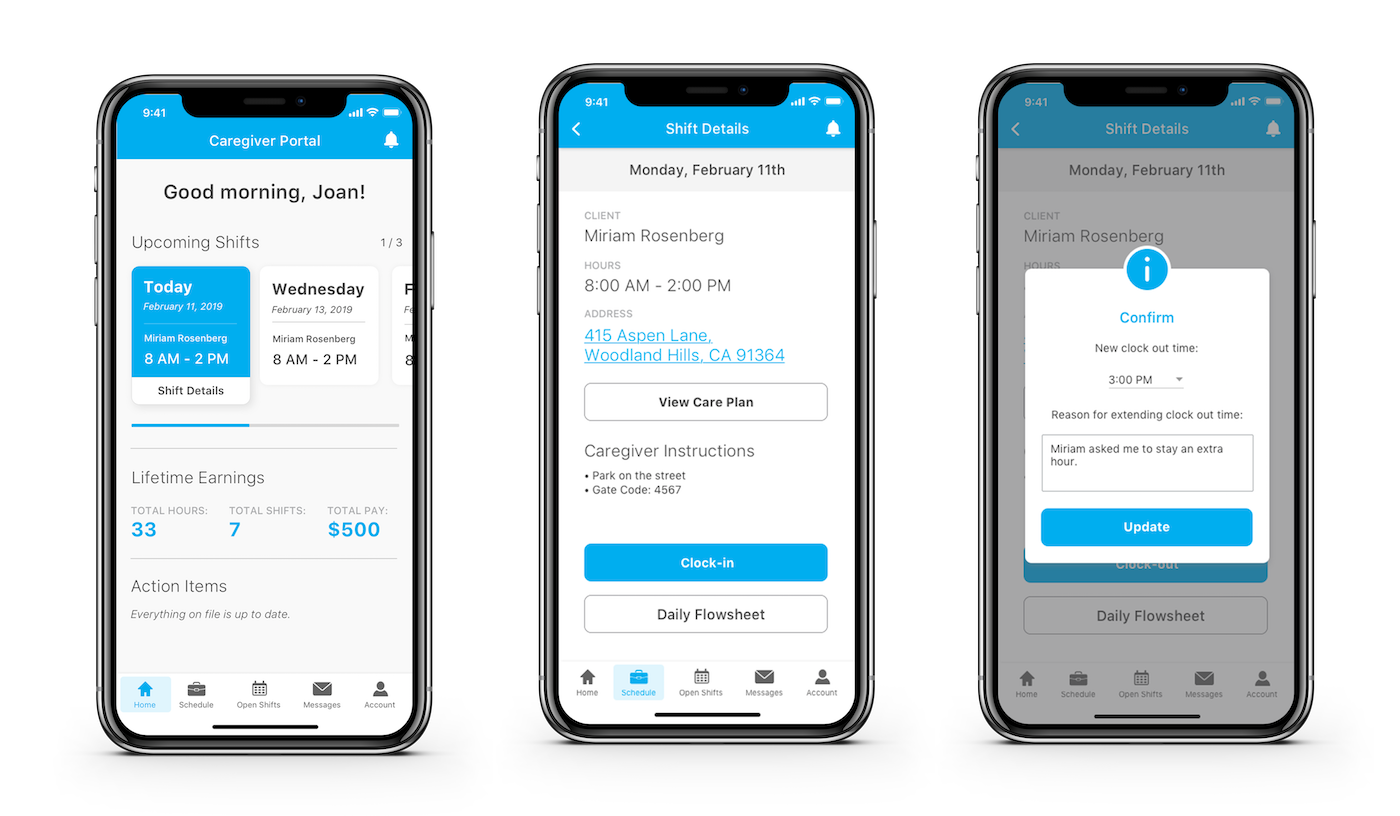 9:41
Caregiver Portal
Good morning, Joan!
Upcoming Shifts
1 / 3
Today
February 11, 2019
Miriam Rosenberg
8 AM - 2 PM
Shift Details
Wednesday
February 13, 2019
Miriam Rosenberg
8 AM - 2 PM
F
Fe
M
8
Lifetime Earnings
TOTAL HOURS:
33
TOTAL SHIFTS:
7
TOTAL PAY:
$500
Action Items
Everything on file is up to date.
Home
Schedule
Open Shifts
Messages
Account
9:41
Shift Details
Monday, February 11th
CLIENT
Miriam Rosenberg
HOURS
8:00 AM - 2:00 PM
ADDRESS
415 Aspen Lane,
Woodland Hills, CA 91364
View Care Plan
Caregiver Instructions
• Park on the street
• Gate Code: 4567
Clock-in
Daily Flowsheet
Home
Schedule
Open Shifts
Messages
Account
9:41
Shift Details
Monday, February 11th
CLIENT
Miriam Rosenberg
HOURS
Confirm
New clock out time:
3:00 PM
Reason for extending clock out time:
Miriam asked me to stay an extra
hour.
Update
Clock-out
Daily Flowsheet
Home
Schedule
Open Shifts
Messages
Account